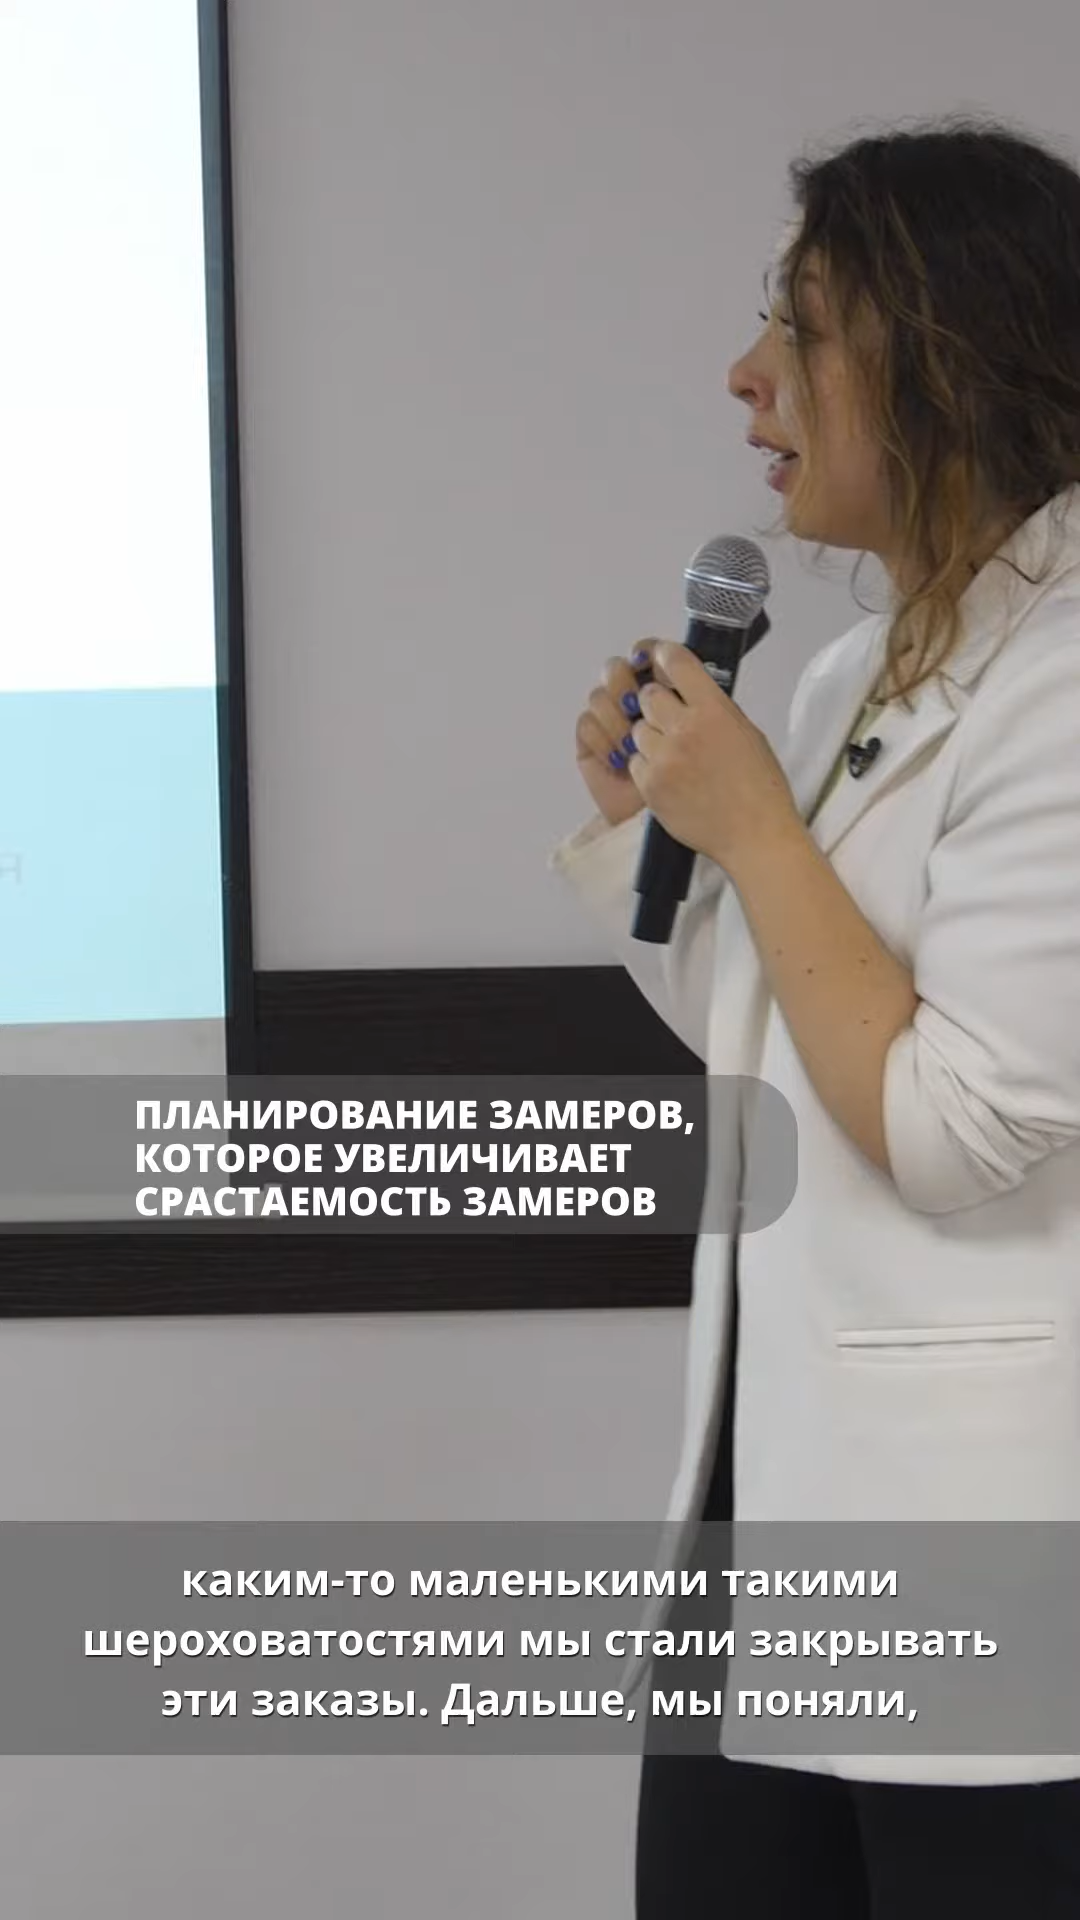 ПЛАНИРОВАНИЕ ЗАМЕРОВ,
КОТОРОЕ УВЕЛИЧИВАЕТ
СРАСТАЕМОСТЬ ЗАМЕРОВ
каким-то маленькими такими
шероховатостями мы стали закрывать
эти заказы. Дальше, мы поняли,